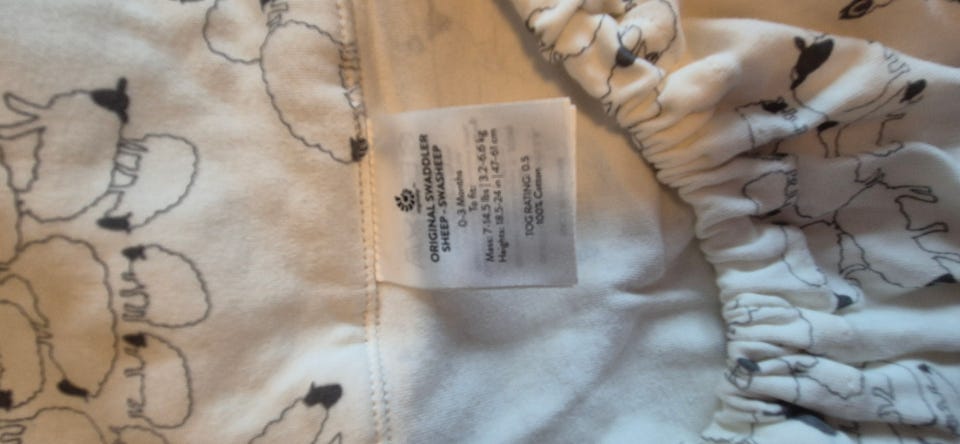 ORIGINAL SWADDLER
SHEEP - SWASHEEP
0-3 Months
To fit:
Mass: 7-14.5 lbs | 3.2-6.6 kg
Heights: 18.5-24 in | 47-61 cm
TOG RATING: 0.5
100% Cotton